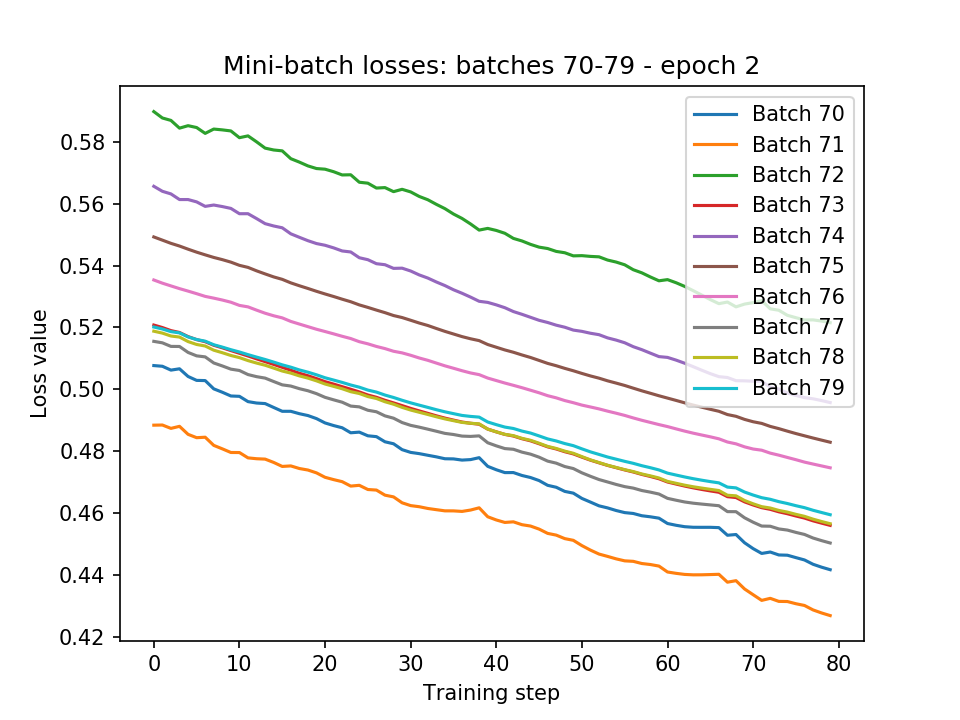 Mini-batch losses: batches 70-79 - epoch 2
Loss value
0.58
0.56
0.54
0.52
0.50
0.48
0.46
0.44
0.42
Batch 70
Batch 71
Batch 72
Batch 73
Batch 74
Batch 75
Batch 76
Batch 77
Batch 78
Batch 79
0 10 20 30 40 50 60 70 80
Training step